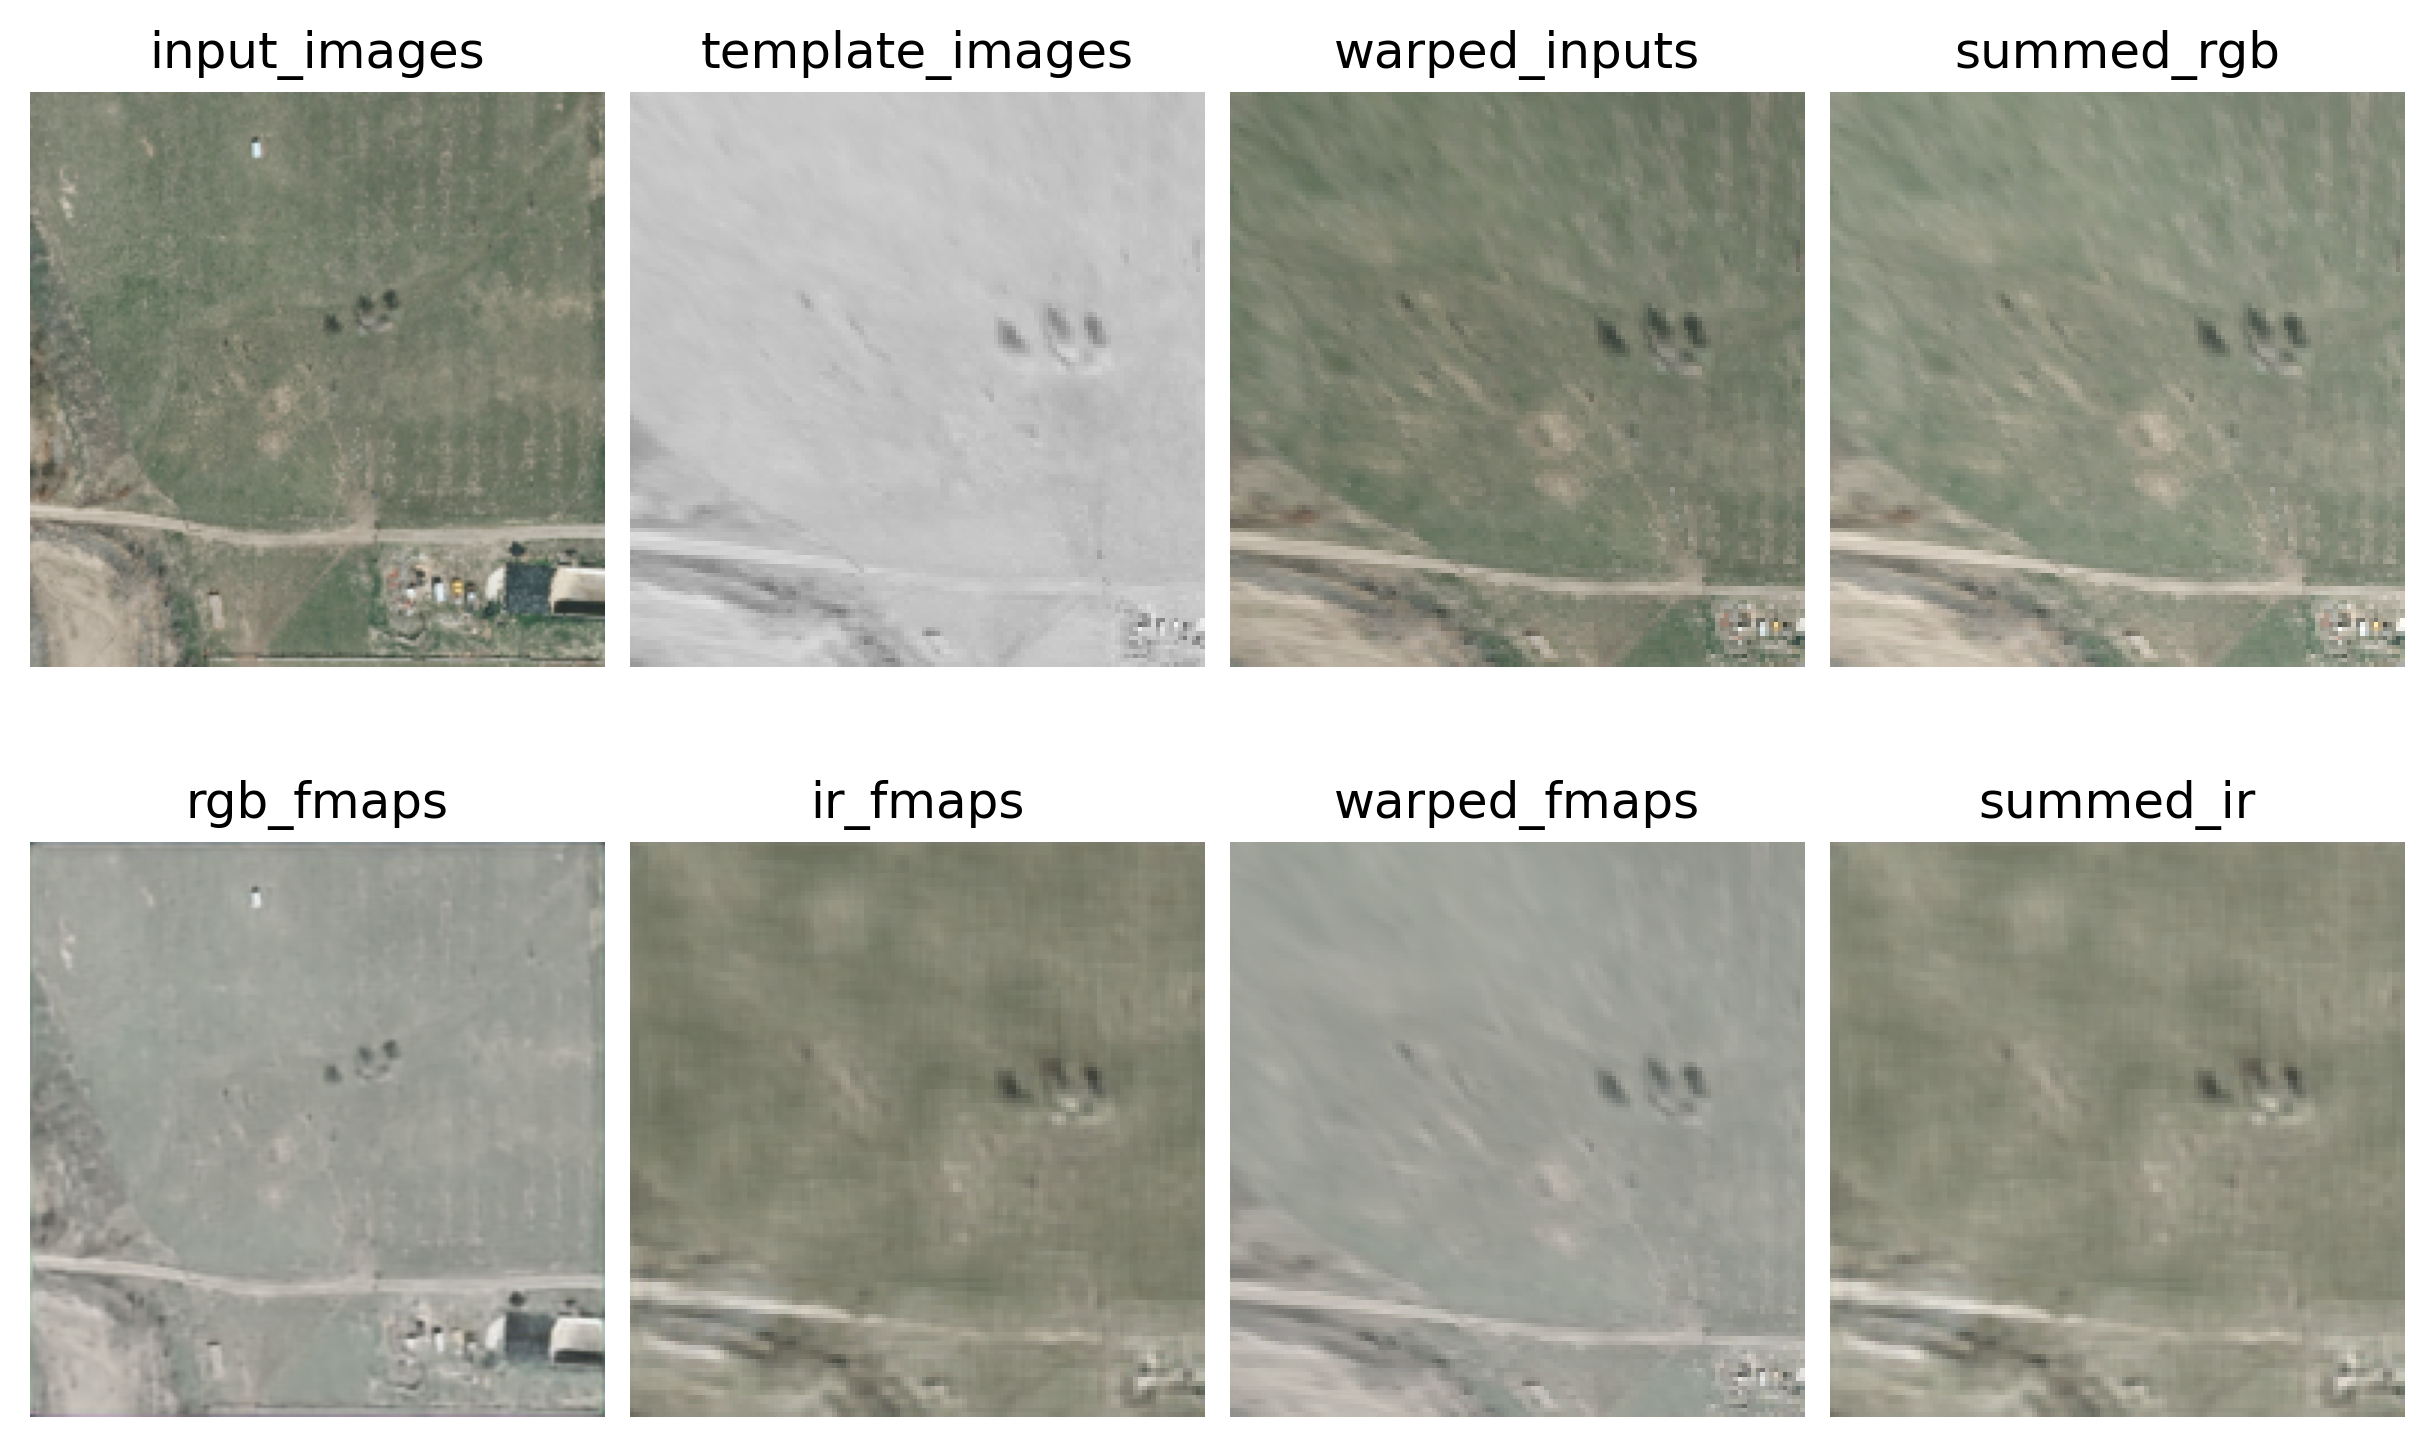 input_images
template_images
warped_inputs
summed_rgb
rgb_fmaps
ir_fmaps
warped_fmaps
summed_ir